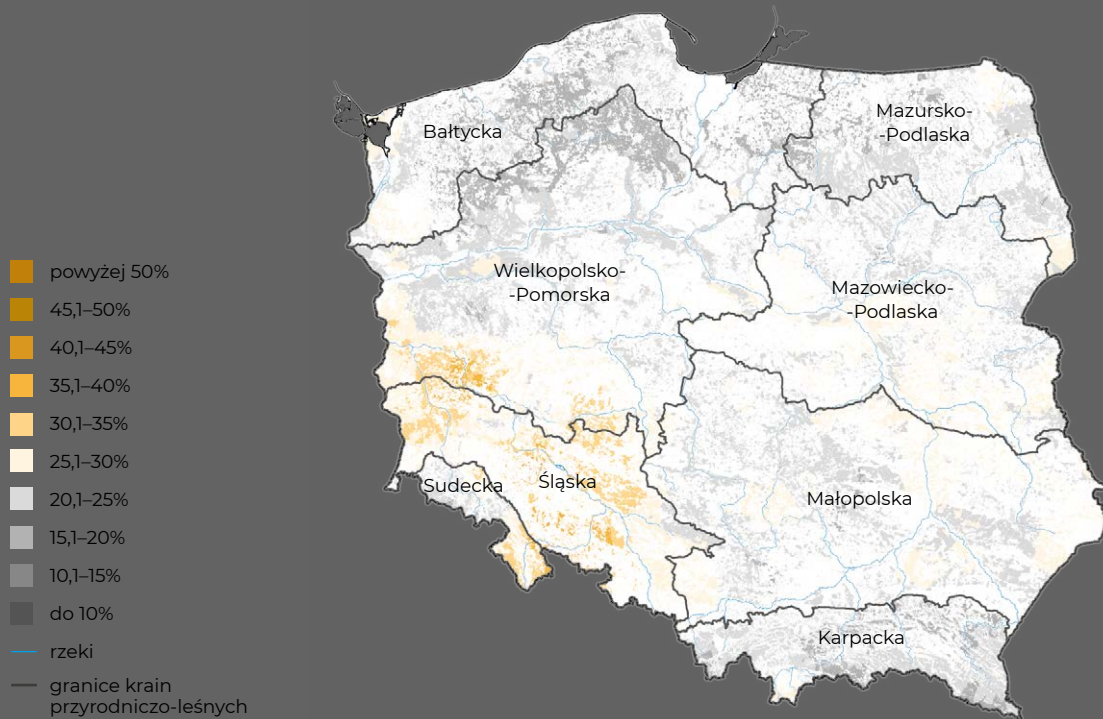 Bałtycka
Mazursko-
-Podlaska
Wielkopolsko-
-Pomorska
Mazowiecko-
-Podlaska
Sudecka
Śląska
Małopolska
Karpacka
powyżej 50%
45,1–50%
40,1–45%
35,1–40%
30,1–35%
25,1–30%
20,1–25%
15,1–20%
10,1–15%
do 10%
rzeki
granice krain
przyrodniczo-leśnych